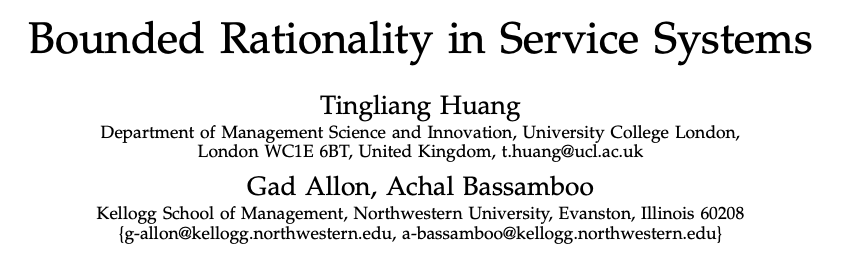 Bounded Rationality in Service Systems
Tingliang Huang
Department of Management Science and Innovation, University College London,
London WC1E 6BT, United Kingdom, t.huang@ucl.ac.uk
Gad Allon, Achal Bassamboo
Kellogg School of Management, Northwestern University, Evanston, Illinois 60208
{g-allon@kellogg.northwestern.edu, a-bassamboo@kellogg.northwestern.edu}